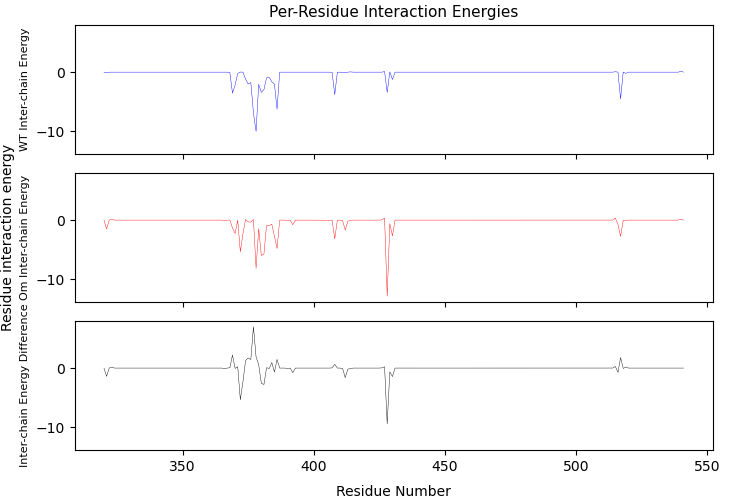 Per-Residue Interaction Energies
WT Inter-chain Energy
0
−10
Residue interaction energy
Om Inter-chain Energy
0
−10
Inter-chain Energy Difference
0
−10
350
400
450
500
550
Residue Number